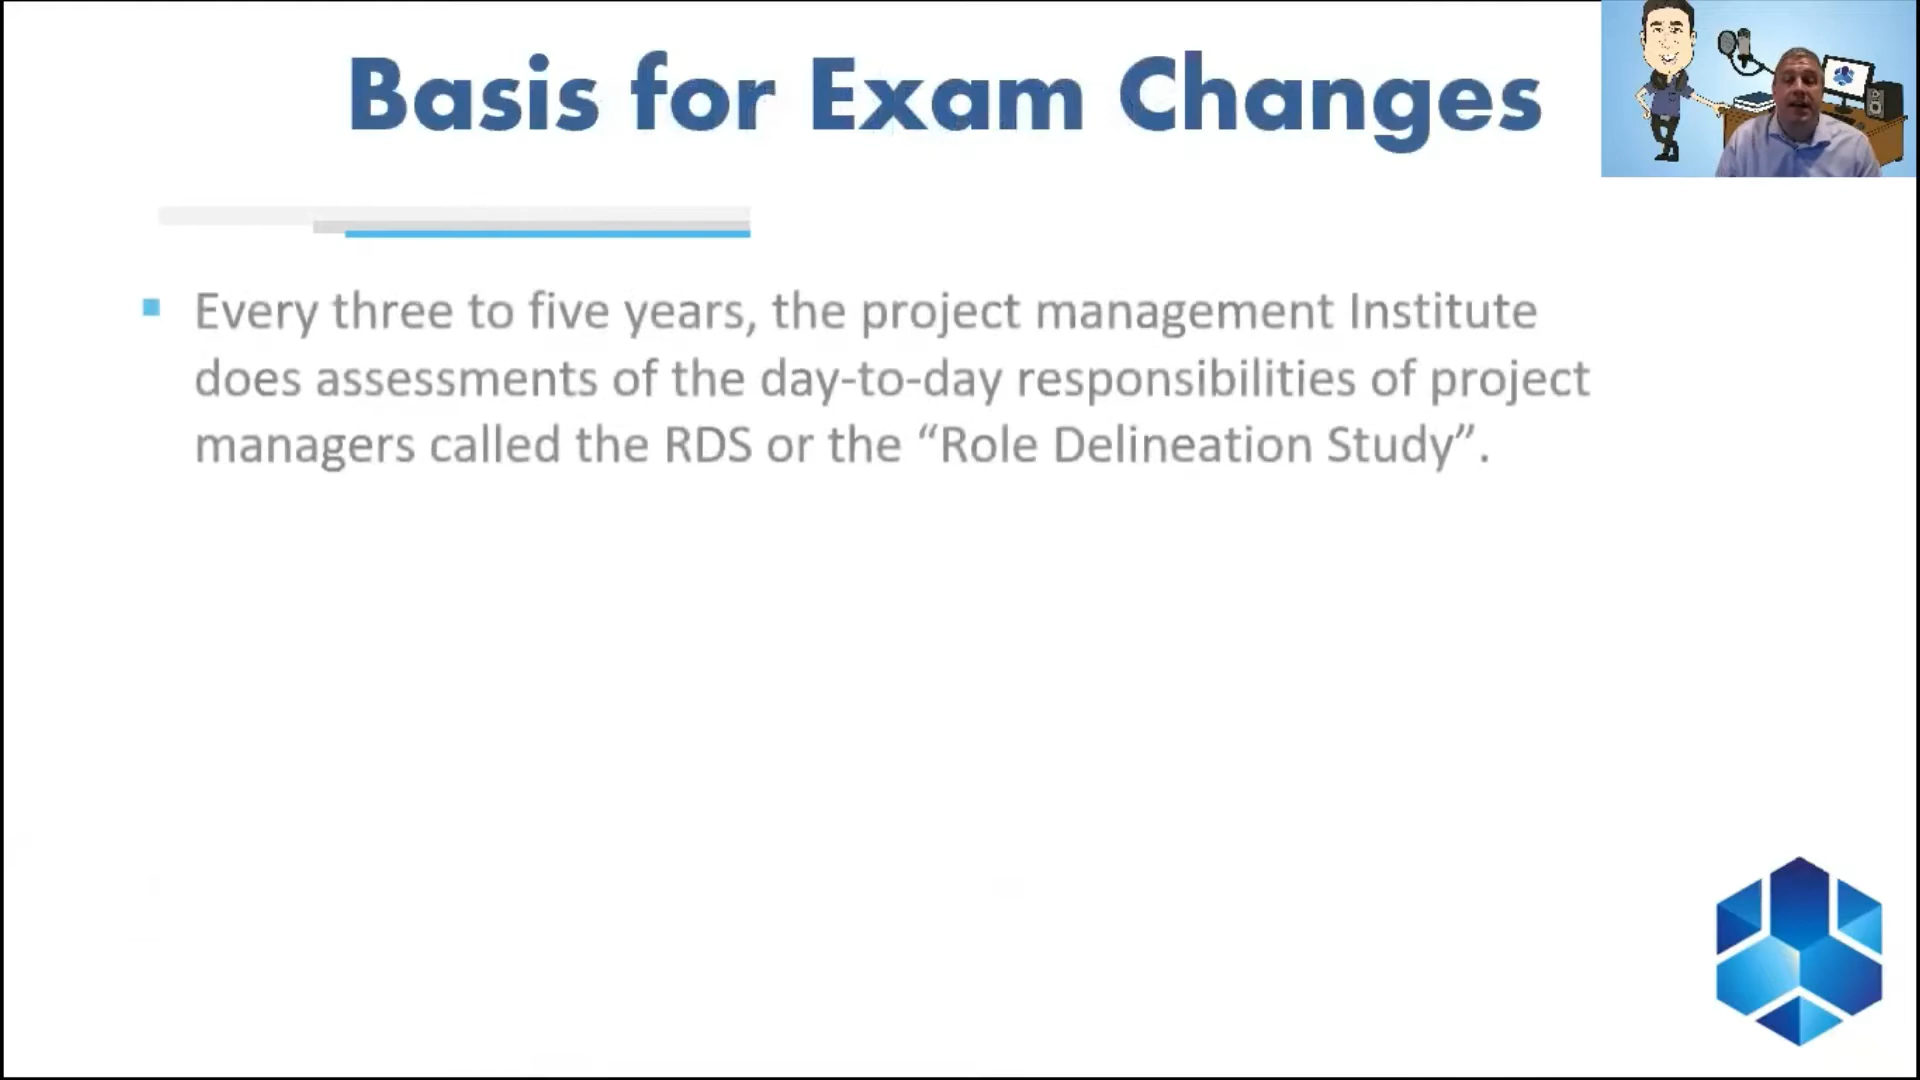 Basis for Exam Changes
Every three to five years, the project management Institute
does assessments of the day-to-day responsibilities of project
managers called the RDS or the “Role Delineation Study”.